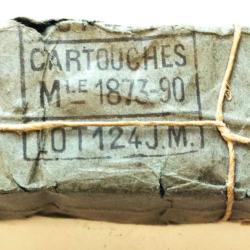 CARTOUCHES
MLE 1873-90
LOT 124 J.M.